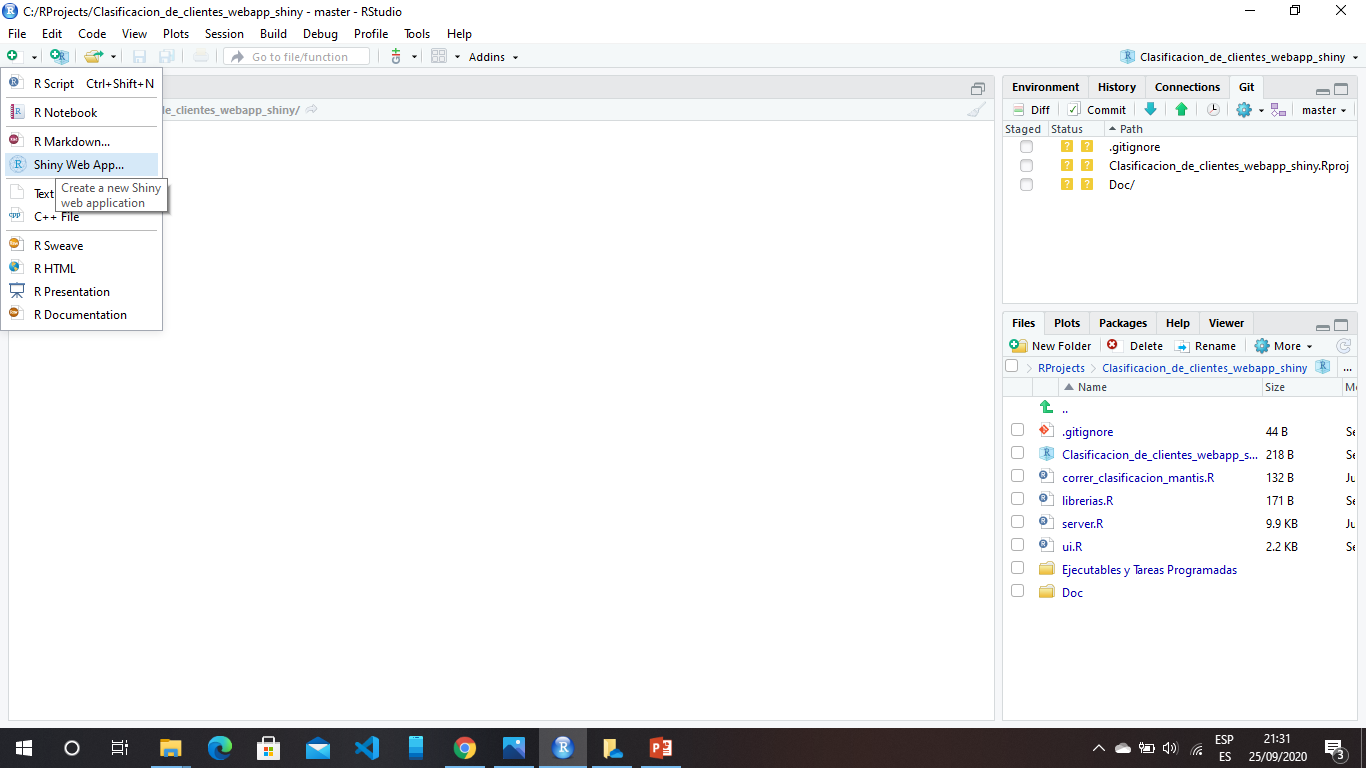 C:/RProjects/Clasificacion_de_clientes_webapp_shiny - master - RStudio
File Edit Code View Plots Session Build Debug Profile Tools Help
Go to file/function Addins Clasificacion_de_clientes_webapp_shiny
R Script Ctrl+Shift+N
R Notebook
R Markdown...
Shiny Web App...
Text
Create a new Shiny
web application
C++ File
R Sweave
R HTML
R Presentation
R Documentation
de_clientes_webapp_shiny/
Environment History Connections Git
Diff Commit master
Staged Status Path
? ? .gitignore
? ? Clasificacion_de_clientes_webapp_shiny.Rproj
? ? Doc/
Files Plots Packages Help Viewer
New Folder Delete Rename More
RProjects Clasificacion_de_clientes_webapp_shiny ...
Name Size
..
.gitignore 44 B Se
Clasificacion_de_clientes_webapp_s... 218 B Se
correr_clasificacion_mantis.R 132 B Ju
librerias.R 171 B Se
server.R 9.9 KB Ju
ui.R 2.2 KB Se
Ejecutables y Tareas Programadas
Doc
ESP
ES
21:31
25/09/2020
3